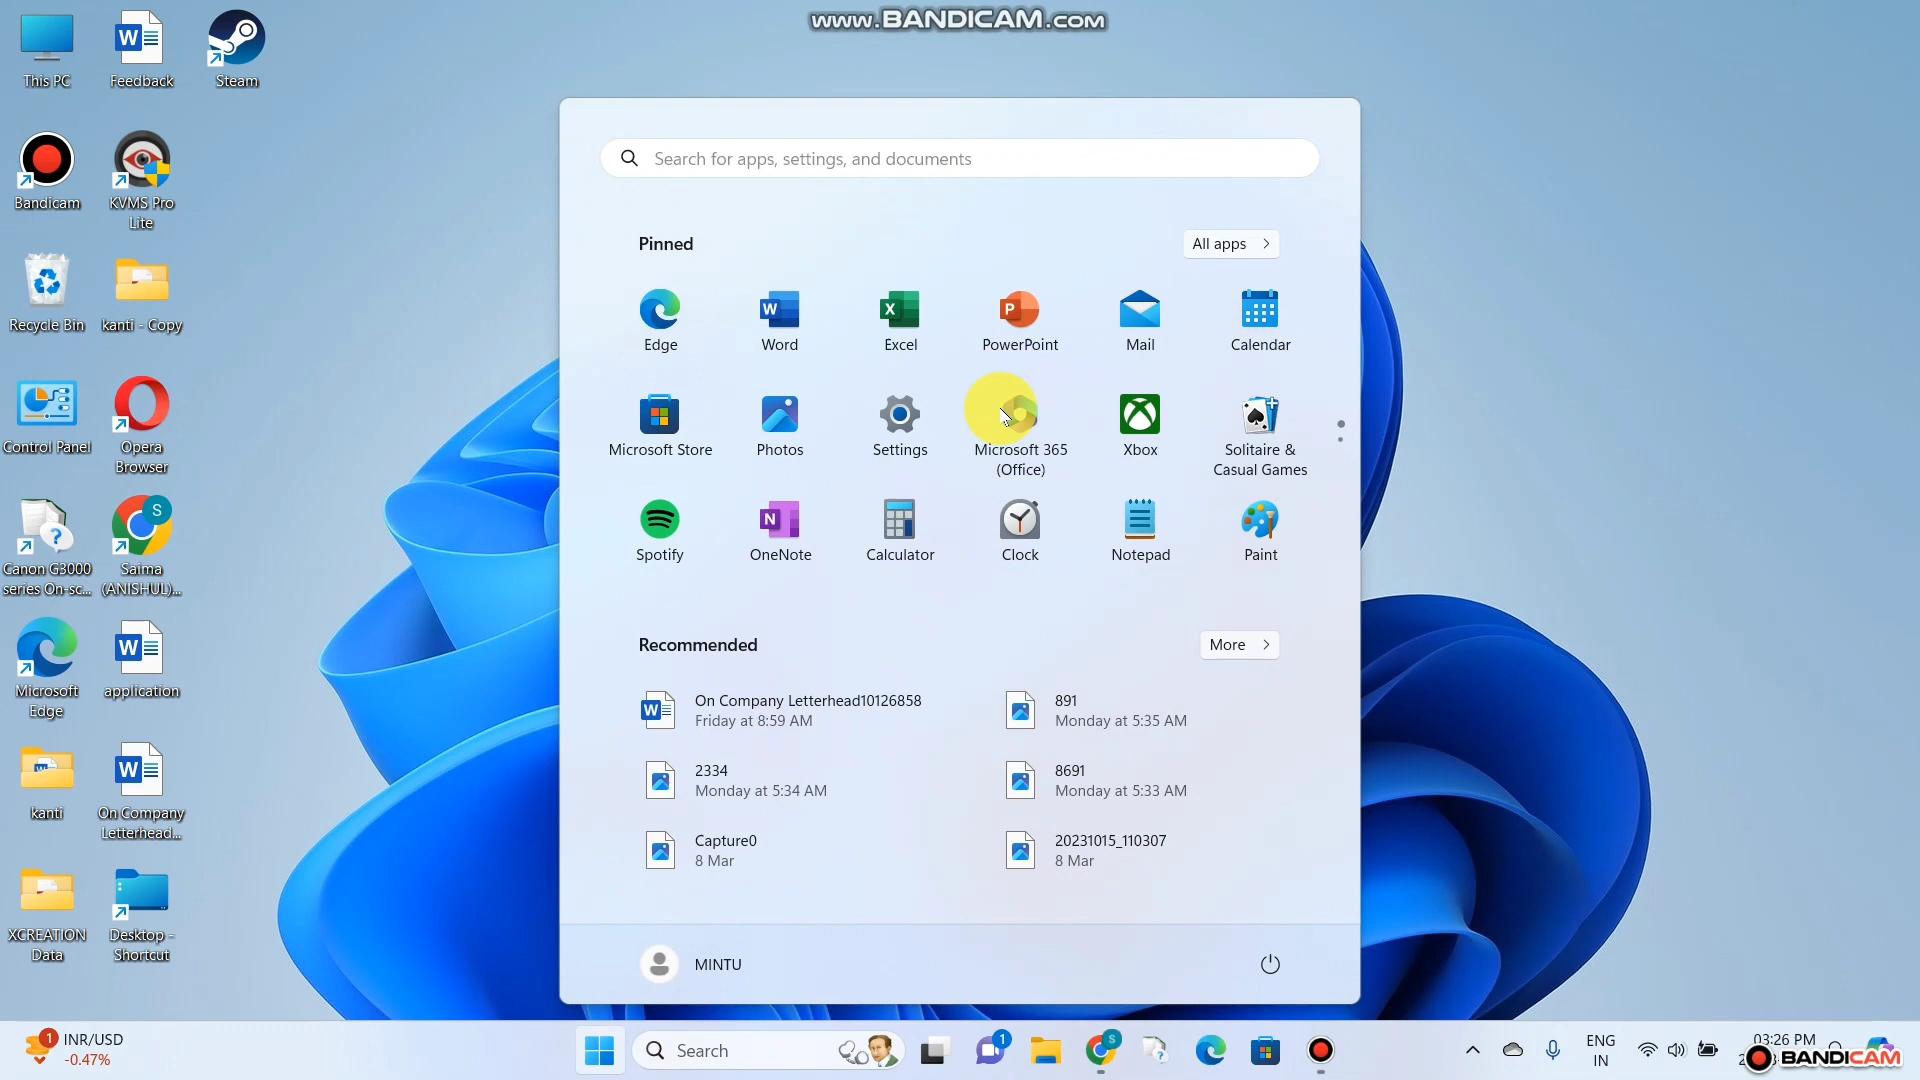 www.BANDICAM.com
This PC
Feedback
Steam
Bandicam
KVMS Pro
Lite
Recycle Bin
kanti - Copy
Control Panel
Opera
Browser
Canon G3000
series On-sc...
Saima
(ANISHUL)...
Microsoft
Edge
application
kanti
On Company
Letterhead...
XCREATION
Data
Desktop -
Shortcut
Search for apps, settings, and documents
Pinned
All apps
Edge
Word
Excel
PowerPoint
Mail
Calendar
Microsoft Store
Photos
Settings
Microsoft 365
(Office)
Xbox
Solitaire &
Casual Games
Spotify
OneNote
Calculator
Clock
Notepad
Paint
Recommended
More
On Company Letterhead10126858
Friday at 8:59 AM
891
Monday at 5:35 AM
2334
Monday at 5:34 AM
8691
Monday at 5:33 AM
Capture0
8 Mar
20231015_110307
8 Mar
MINTU
1
INR/USD
-0.47%
Search
1
S
ENG
IN
03:26 PM
BANDICAM